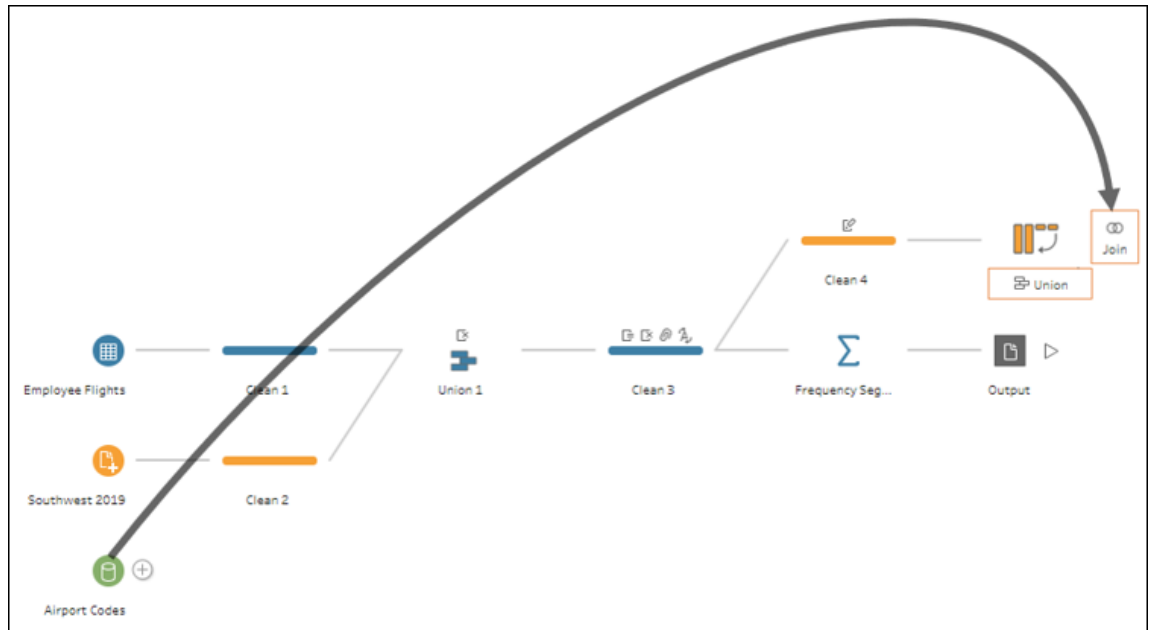 Join
Clean 4
Union
Employee Flights
Clean 1
Union 1
Clean 3
Frequency Seg...
Output
Southwest 2019
Clean 2
Airport Codes